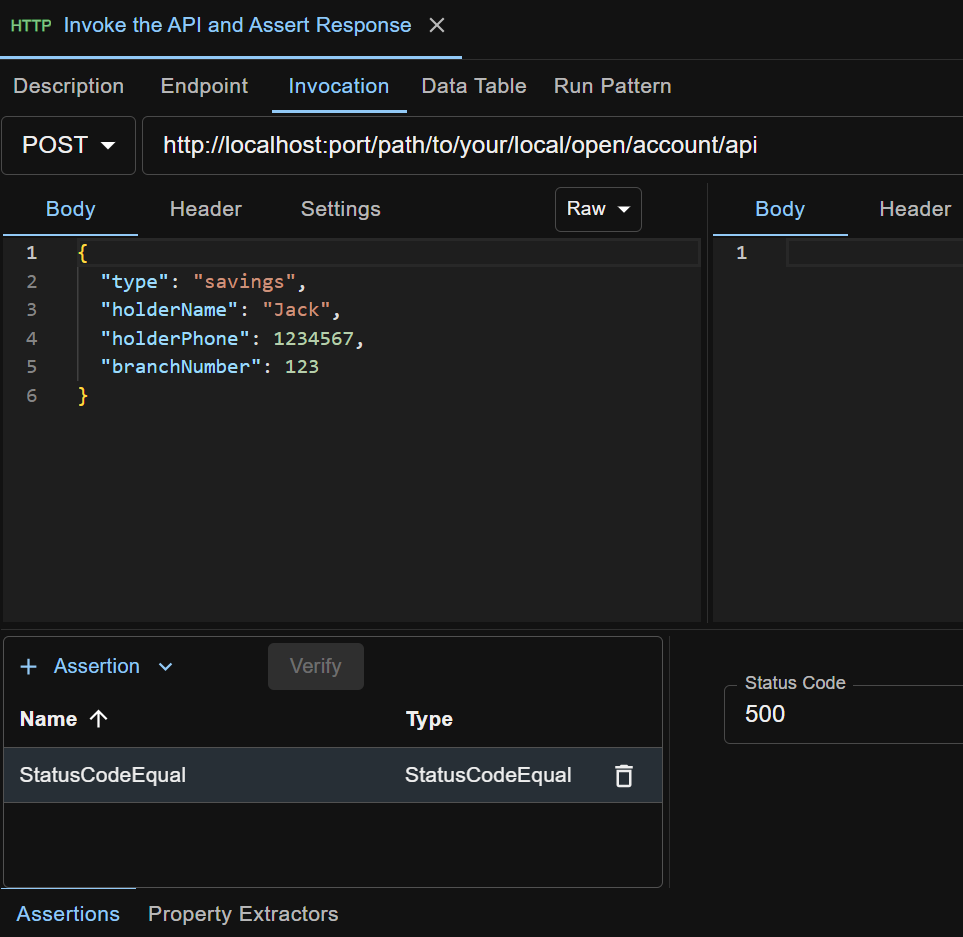 HTTP Invoke the API and Assert Response
Description Endpoint Invocation Data Table Run Pattern
POST http://localhost:port/path/to/your/local/open/account/api
Body Header Settings Raw Body Header
1 { 1
2 "type": "savings",
3 "holderName": "Jack",
4 "holderPhone": 1234567,
5 "branchNumber": 123
6 }
+ Assertion Verify
Status Code
500
Name Type
StatusCodeEqual StatusCodeEqual
Assertions Property Extractors